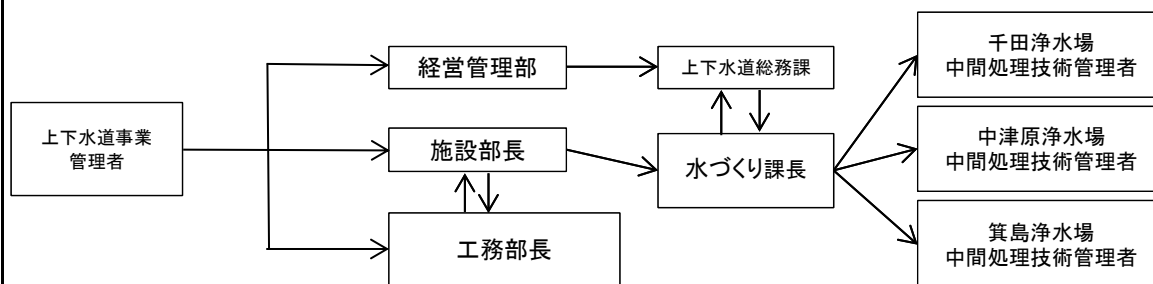 上下水道事業
管理者
経営管理部
施設部長
工務部長
上下水道総務課
水づくり課長
千田浄水場
中間処理技術管理者
中津原浄水場
中間処理技術管理者
箕島浄水場
中間処理技術管理者